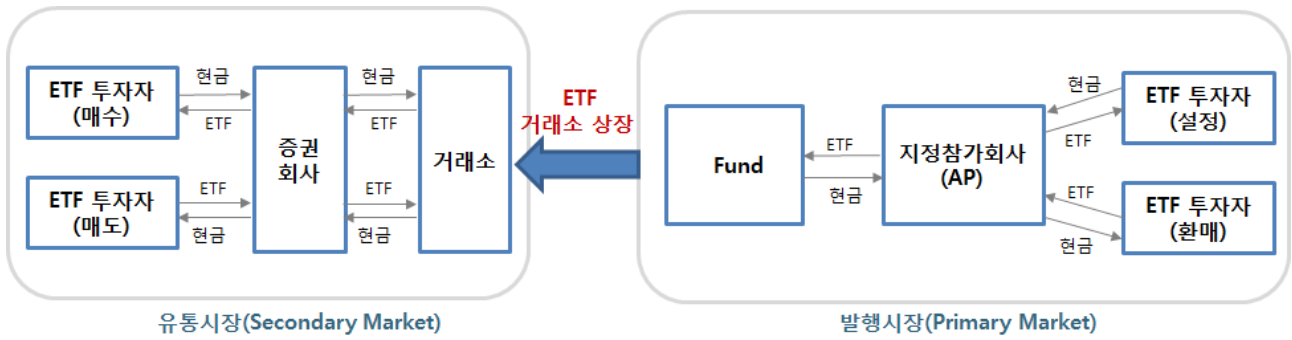 ETF 투자자
(매수)
현금
ETF
ETF 투자자
(매도)
ETF
현금
증권
회사
현금
ETF
ETF
현금
거래소
유통시장(Secondary Market)
ETF
거래소 상장
Fund
ETF
현금
지정참가회사
(AP)
현금
ETF
ETF 투자자
(설정)
ETF
현금
ETF 투자자
(환매)
발행시장(Primary Market)